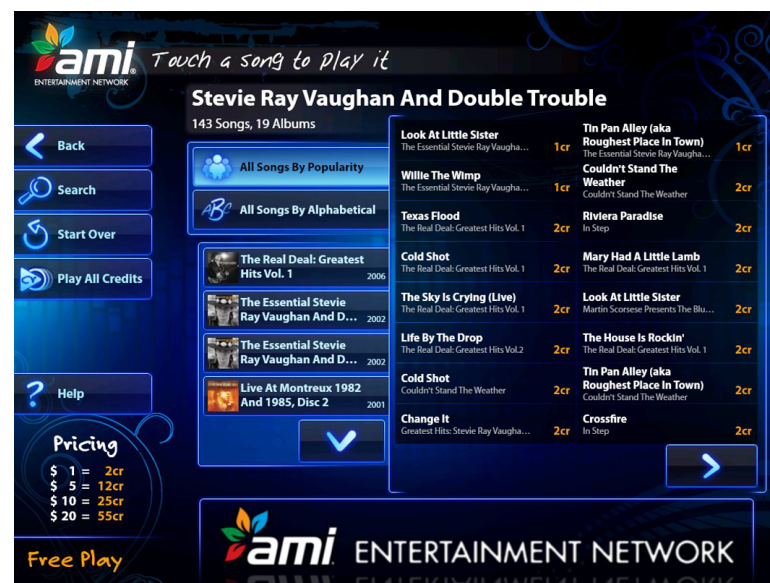 ami®
ENTERTAINMENT NETWORK
Touch a song to play it
Stevie Ray Vaughan And Double Trouble
143 Songs, 19 Albums
Back
Search
Start Over
Play All Credits
Help
Pricing
$ 1 = 2cr
$ 5 = 12cr
$ 10 = 25cr
$ 20 = 55cr
Free Play
All Songs By Popularity
ABC All Songs By Alphabetical
The Real Deal: Greatest
Hits Vol. 1 2006
The Essential Stevie
Ray Vaughan And D... 2002
The Essential Stevie
Ray Vaughan And D... 2002
Live At Montreux 1982
And 1985, Disc 2 2001
Look At Little Sister
The Essential Stevie Ray Vaugha... 1cr
Willie The Wimp
The Essential Stevie Ray Vaugha... 1cr
Texas Flood
The Real Deal: Greatest Hits Vol. 1 2cr
Cold Shot
The Real Deal: Greatest Hits Vol. 1 2cr
The Sky Is Crying (Live)
The Real Deal: Greatest Hits Vol. 1 2cr
Life By The Drop
The Real Deal: Greatest Hits Vol.2 2cr
Cold Shot
Couldn't Stand The Weather 2cr
Change It
Greatest Hits: Stevie Ray Vaugha... 2cr
Tin Pan Alley (aka
Roughest Place In Town)
The Essential Stevie Ray Vaugha... 1cr
Couldn't Stand The
Weather
Couldn't Stand The Weather 2cr
Riviera Paradise
In Step 2cr
Mary Had A Little Lamb
The Real Deal: Greatest Hits Vol. 1 2cr
Look At Little Sister
Martin Scorsese Presents The Blu... 2cr
The House Is Rockin'
The Real Deal: Greatest Hits Vol. 1 2cr
Tin Pan Alley (aka
Roughest Place In Town)
Couldn't Stand The Weather 2cr
Crossfire
In Step 2cr
ami. ENTERTAINMENT NETWORK